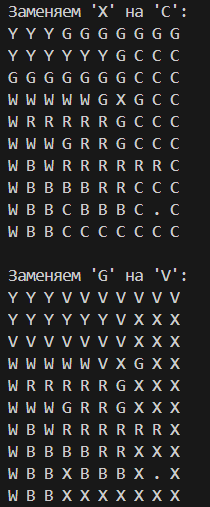 Заменяем 'X' на 'C':
Y Y Y G G G G G G G
Y Y Y Y Y Y G C C C
G G G G G G G C C C
W W W W W G X G C C
W R R R R R G C C C
W W W G R R G C C C
W B W R R R R R R C
W B B B B R R C C C
W B B C B B B C . C
W B B C C C C C C C
Заменяем 'G' на 'V':
Y Y Y V V V V V V V
Y Y Y Y Y Y V X X X
V V V V V V V X X X
W W W W W V X G X X
W R R R R R G X X X
W W W G R R G X X X
W B W R R R R R R X
W B B B B R R X X X
W B B X B B B X . X
W B B X X X X X X X